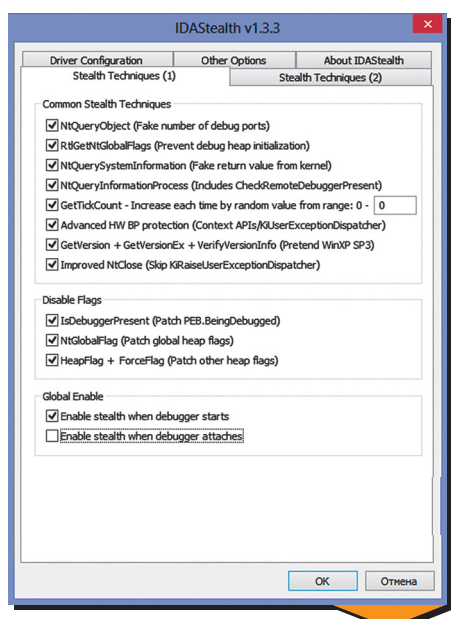 IDAStealth v1.3.3
Driver Configuration Other Options About IDAStealth
Stealth Techniques (1) Stealth Techniques (2)
Common Stealth Techniques
NtQueryObject (Fake number of debug ports)
RtlGetNtGlobalFlags (Prevent debug heap initialization)
NtQuerySystemInformation (Fake return value from kernel)
NtQueryInformationProcess (Includes CheckRemoteDebuggerPresent)
GetTickCount - Increase each time by random value from range: 0 - 0
Advanced HW BP protection (Context APIs/KiUserExceptionDispatcher)
GetVersion + GetVersionEx + VerifyVersionInfo (Pretend WinXP SP3)
Improved NtClose (Skip KiRaiseUserExceptionDispatcher)
Disable Flags
IsDebuggerPresent (Patch PEB.BeingDebugged)
NtGlobalFlag (Patch global heap flags)
HeapFlag + ForceFlag (Patch other heap flags)
Global Enable
Enable stealth when debugger starts
Enable stealth when debugger attaches
OK Отмена